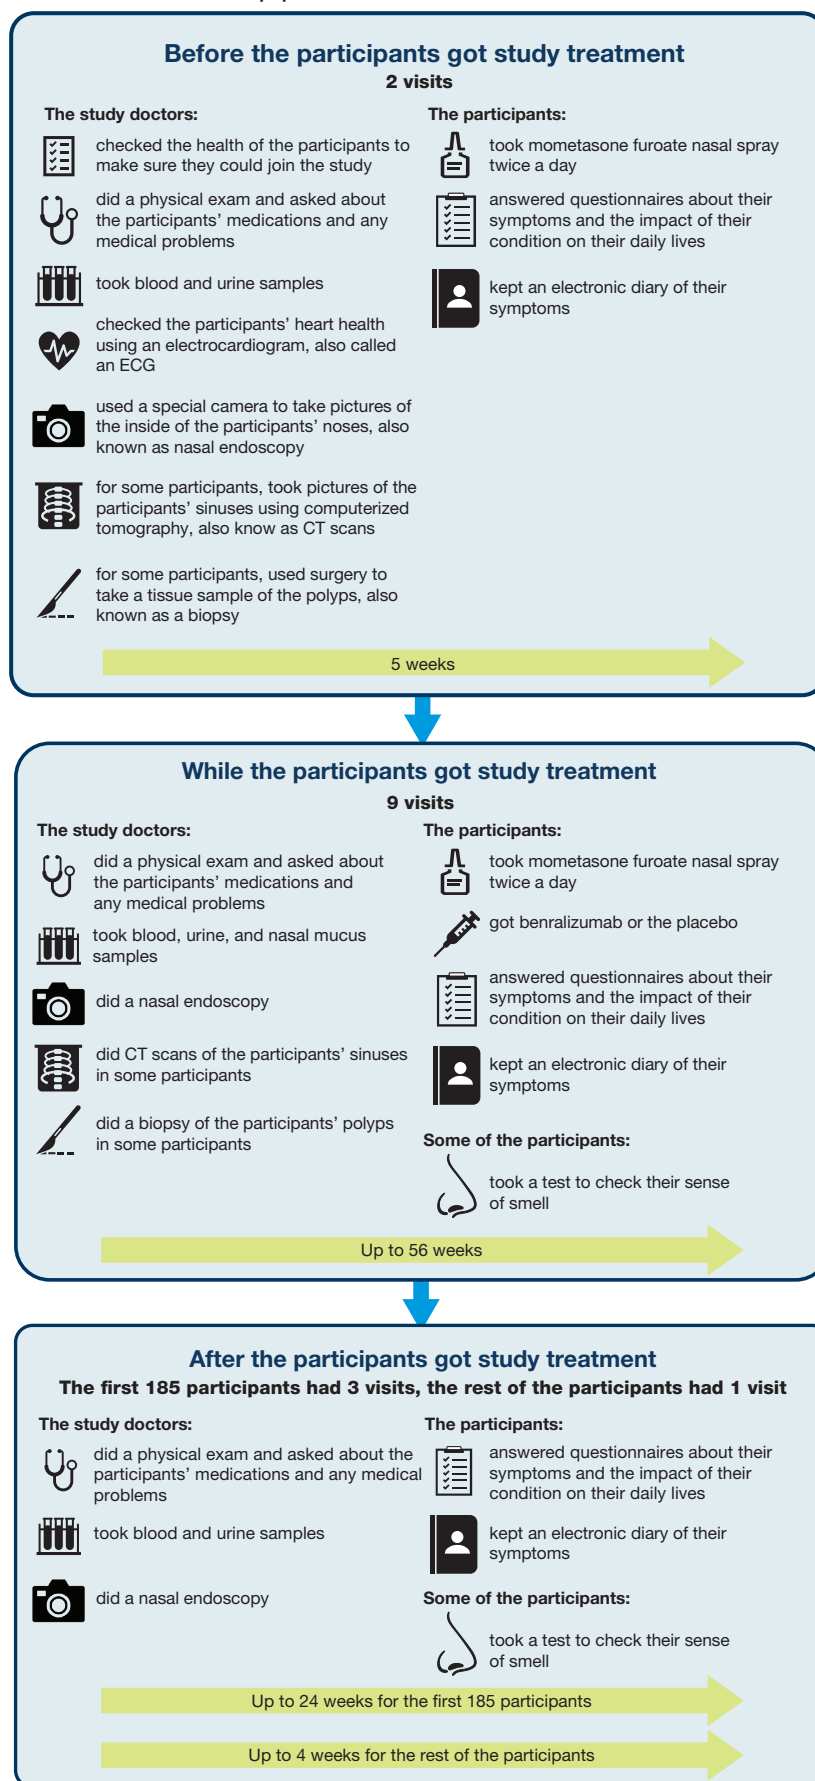 Before the participants got study treatment
2 visits
The study doctors:
checked the health of the participants to
make sure they could join the study
did a physical exam and asked about
the participants' medications and any
medical problems
took blood and urine samples
checked the participants' heart health
using an electrocardiogram, also called
an ECG
used a special camera to take pictures of
the inside of the participants' noses, also
known as nasal endoscopy
for some participants, took pictures of the
participants' sinuses using computerized
tomography, also know as CT scans
for some participants, used surgery to
take a tissue sample of the polyps, also
known as a biopsy
The participants:
took mometasone furoate nasal spray
twice a day
answered questionnaires about their
symptoms and the impact of their
condition on their daily lives
kept an electronic diary of their
symptoms
5 weeks
While the participants got study treatment
9 visits
The study doctors:
did a physical exam and asked about
the participants' medications and
any medical problems
took blood, urine, and nasal mucus
samples
did a nasal endoscopy
did CT scans of the participants' sinuses
in some participants
did a biopsy of the participants' polyps
in some participants
The participants:
took mometasone furoate nasal spray
twice a day
got benralizumab or the placebo
answered questionnaires about their
symptoms and the impact of their
condition on their daily lives
kept an electronic diary of their
symptoms
Some of the participants:
took a test to check their sense
of smell
Up to 56 weeks
After the participants got study treatment
The first 185 participants had 3 visits, the rest of the participants had 1 visit
The study doctors:
did a physical exam and asked about the
participants' medications and any medical
problems
took blood and urine samples
did a nasal endoscopy
The participants:
answered questionnaires about their
symptoms and the impact of their
condition on their daily lives
kept an electronic diary of their
symptoms
Some of the participants:
took a test to check their sense
of smell
Up to 24 weeks for the first 185 participants
Up to 4 weeks for the rest of the participants